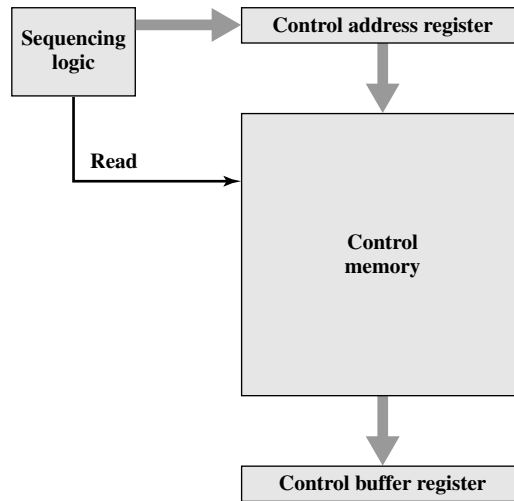 Sequencing
logic
Control address register
Read
Control
memory
Control buffer register